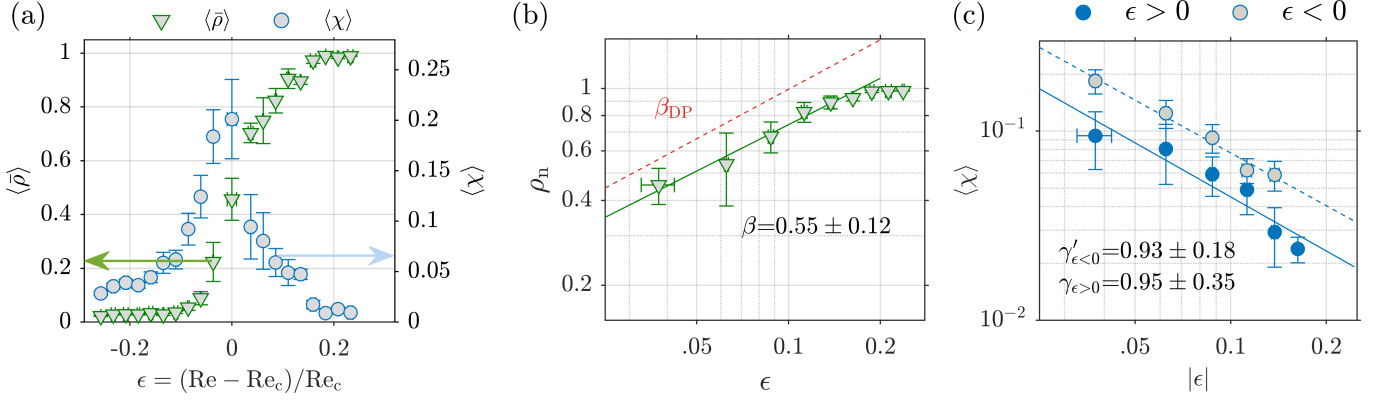 (a)
⟨ρ̄⟩ ⟨χ⟩
1
0.8
0.6
0.4
0.2
0
⟨ρ̄⟩
0.25
0.2
0.15
0.1
0.05
0
⟨χ⟩
-0.2 0 0.2
ϵ = (Re − Re_c)/Re_c
(b)
1
0.8
0.6
0.4
0.2
ρ_n
β_DP
β=0.55 ± 0.12
.05 0.1 0.2
ϵ
(c)
ϵ > 0 ϵ < 0
10^{-1}
10^{-2}
⟨χ⟩
γ′_{ϵ<0}=0.93 ± 0.18
γ_{ϵ>0}=0.95 ± 0.35
.05 0.1 0.2
|ϵ|